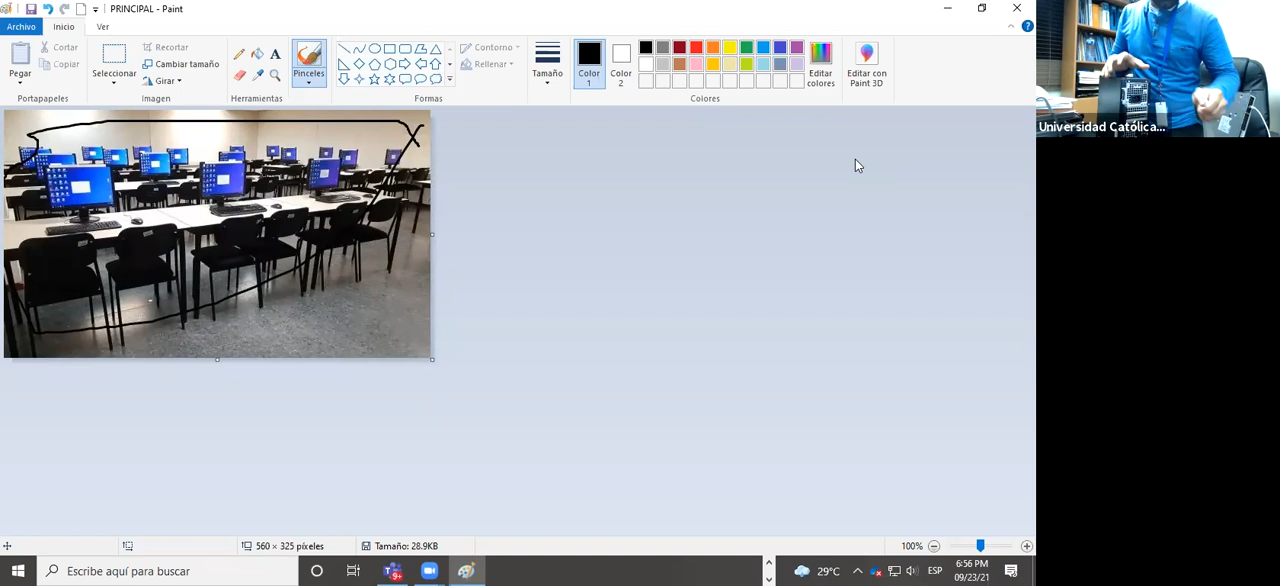 PRINCIPAL - Paint
Archivo Inicio Ver
Pegar
Cortar
Copiar
Portapapeles
Seleccionar
Recortar
Cambiar tamaño
Girar
Imagen
A
Herramientas
Pinceles
Contorno
Rellenar
Formas
Tamaño
Color 1
Color 2
Editar colores
Colores
Editar con Paint 3D
Universidad Católica...
560 × 325 píxeles
Tamaño: 28.9KB
100%
Escribe aquí para buscar
9+
29°C
ESP
6:56 PM
09/23/21